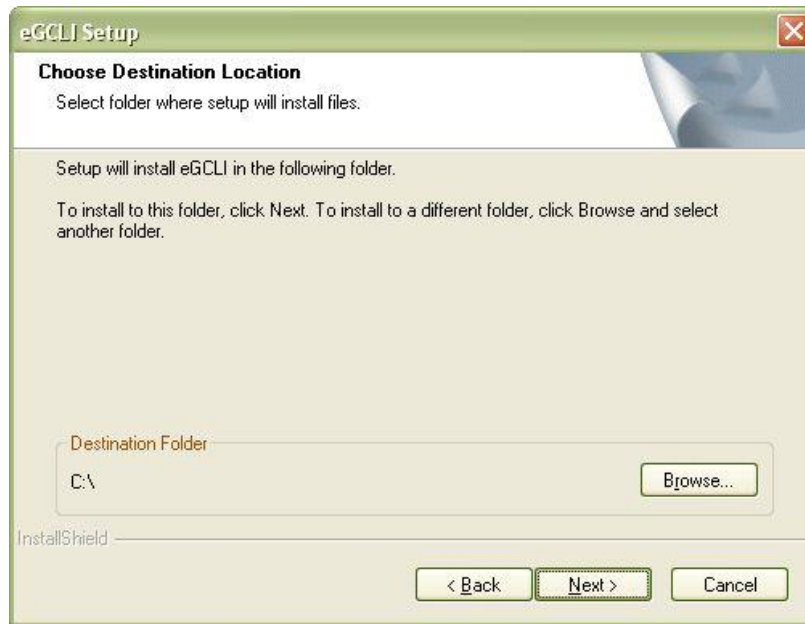 eGCLI Setup
Choose Destination Location
Select folder where setup will install files.
Setup will install eGCLI in the following folder.
To install to this folder, click Next. To install to a different folder, click Browse and select
another folder.
Destination Folder
C:\
Browse...
InstallShield
< Back
Next >
Cancel